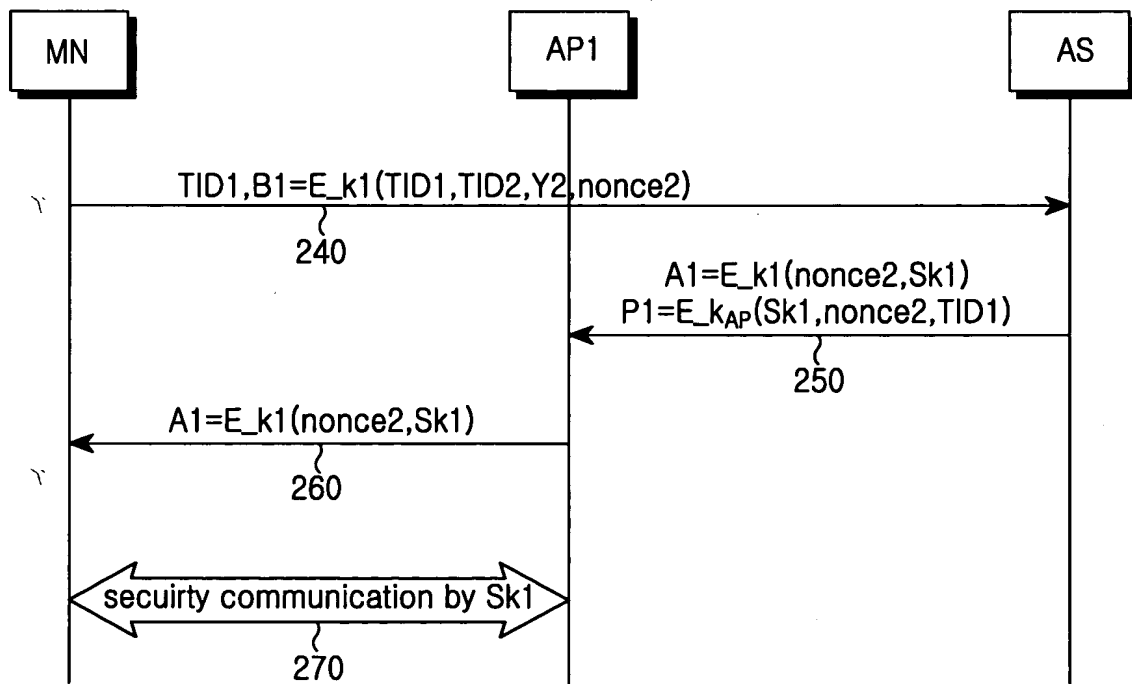 MN
AP1
AS
TID1,B1=E_k1(TID1,TID2,Y2,nonce2)
240
A1=E_k1(nonce2,Sk1)
P1=E_kAP(Sk1,nonce2,TID1)
250
A1=E_k1(nonce2,Sk1)
260
secuirty communication by Sk1
270